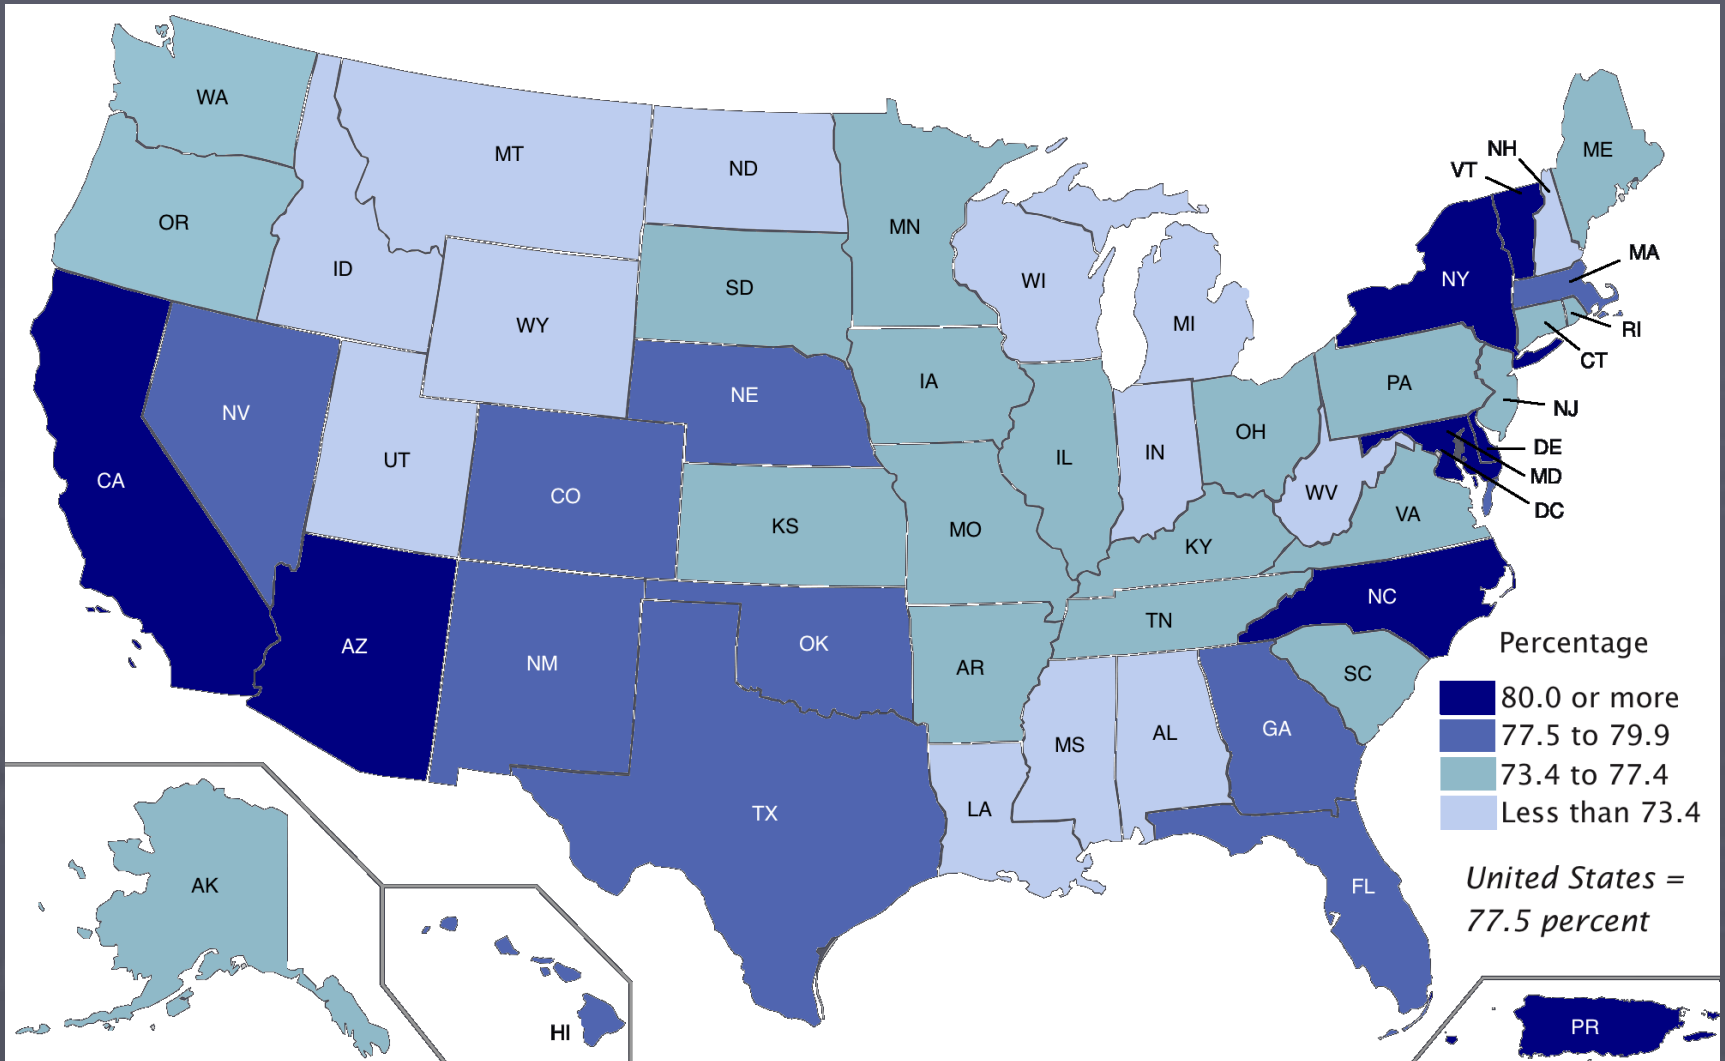 WA
MT
ND
MN
OR
ID
WY
SD
WI
MI
VT
NH
ME
NY
MA
RI
CT
PA
NJ
DE
MD
DC
CA
NV
UT
CO
NE
IA
KS
MO
IL
IN
OH
WV
VA
KY
TN
NC
SC
AZ
NM
OK
AR
TX
LA
MS
AL
GA
FL
AK
HI
PR
Percentage
80.0 or more
77.5 to 79.9
73.4 to 77.4
Less than 73.4
United States =
77.5 percent